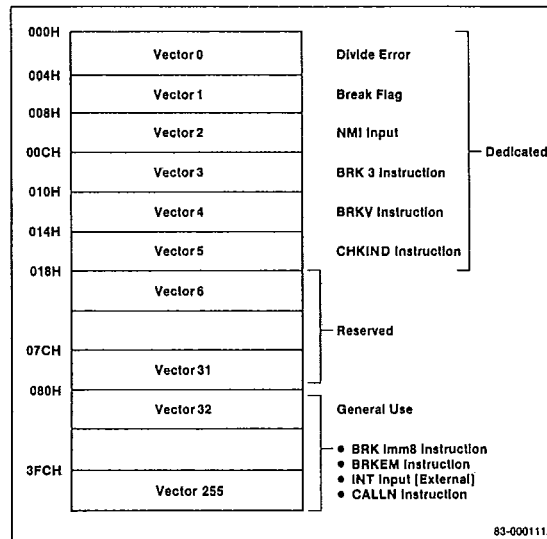 000H
Vector 0 Divide Error
004H
Vector 1 Break Flag
008H
Vector 2 NMI Input
Dedicated
00CH
Vector 3 BRK 3 Instruction
010H
Vector 4 BRKV Instruction
014H
Vector 5 CHKIND Instruction
018H
Vector 6
Reserved
07CH
Vector 31
080H
Vector 32 General Use
● BRK Imm8 Instruction
● BRKEM Instruction
3FCH
● INT Input [External]
Vector 255 ● CALLN Instruction
83-000111